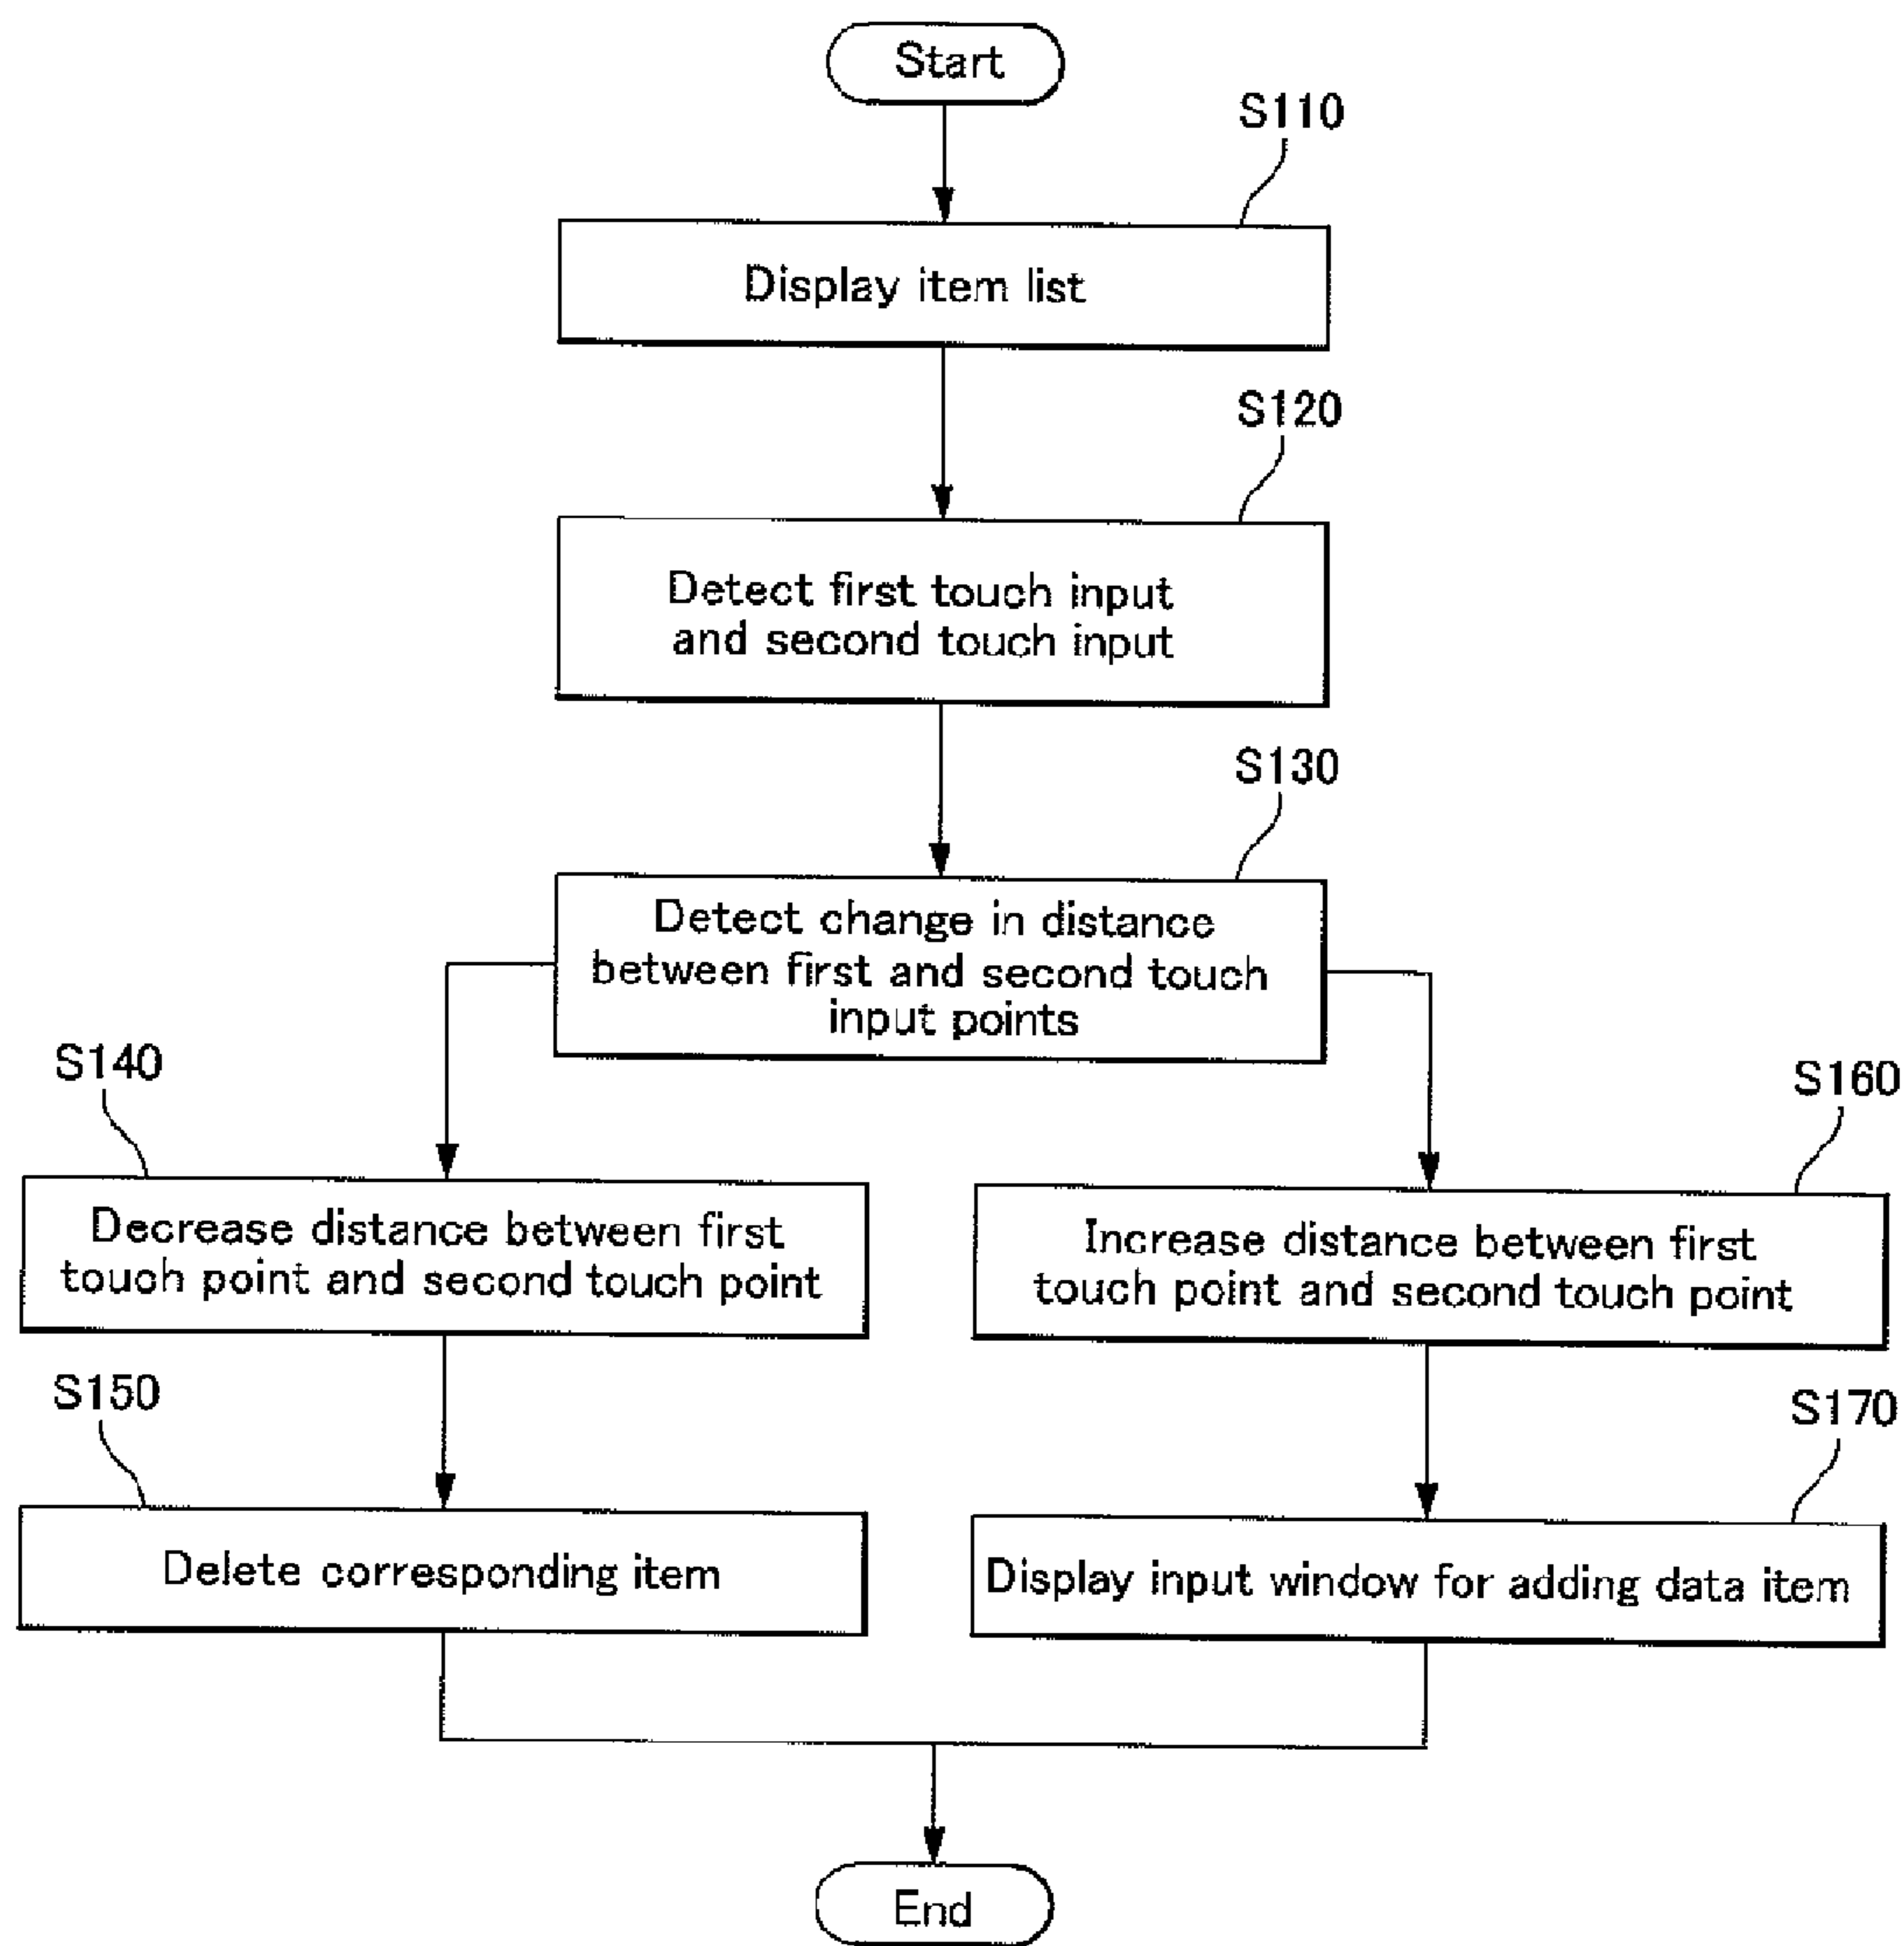 Start
S110
Display item list
S120
Detect first touch input
and second touch input
S130
Detect change in distance
between first and second touch
input points
S140
Decrease distance between first
touch point and second touch point
S160
Increase distance between first
touch point and second touch point
S150
Delete corresponding item
S170
Display input window for adding data item
End